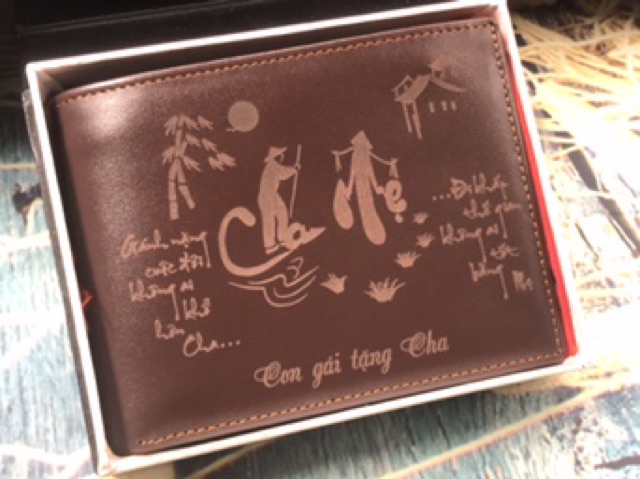 Cha Mẹ
Gánh nặng
cuộc đời
không ai
khổ
hơn
Cha...
...Đi khắp
thế gian
không ai
tốt
bằng Mẹ
Con gái tặng Cha